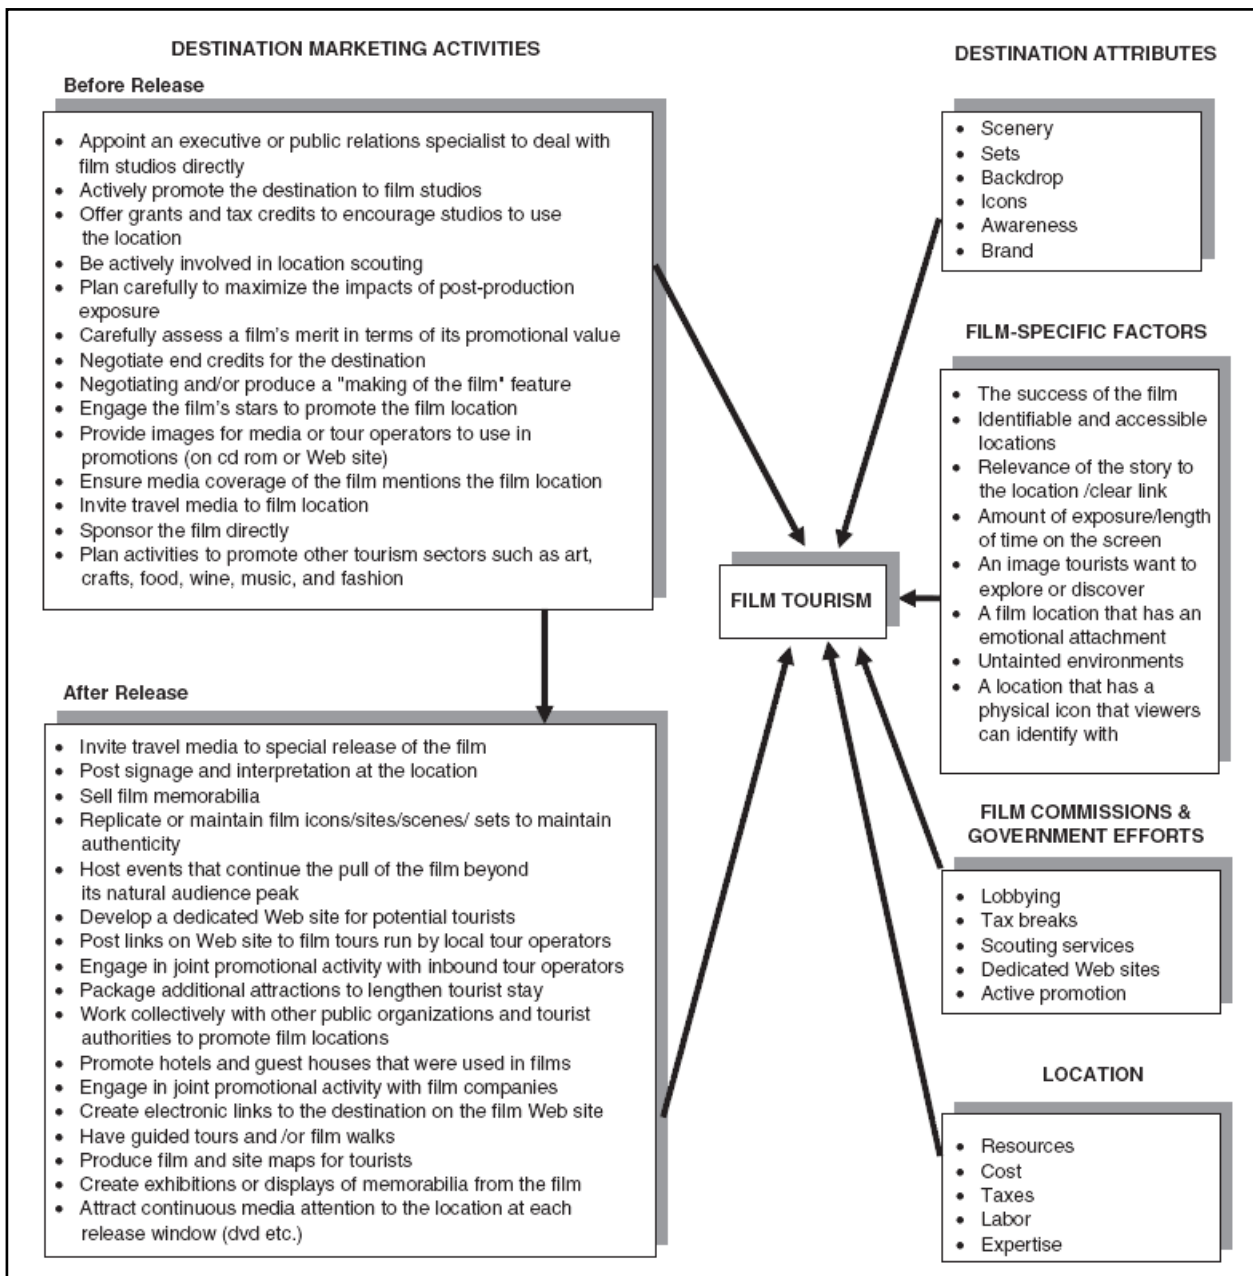 DESTINATION MARKETING ACTIVITIES
Before Release
• Appoint an executive or public relations specialist to deal with
film studios directly
• Actively promote the destination to film studios
• Offer grants and tax credits to encourage studios to use
the location
• Be actively involved in location scouting
• Plan carefully to maximize the impacts of post-production
exposure
• Carefully assess a film's merit in terms of its promotional value
• Negotiate end credits for the destination
• Negotiating and/or produce a "making of the film" feature
• Engage the film's stars to promote the film location
• Provide images for media or tour operators to use in
promotions (on cd rom or Web site)
• Ensure media coverage of the film mentions the film location
• Invite travel media to film location
• Sponsor the film directly
• Plan activities to promote other tourism sectors such as art,
crafts, food, wine, music, and fashion
After Release
• Invite travel media to special release of the film
• Post signage and interpretation at the location
• Sell film memorabilia
• Replicate or maintain film icons/sites/scenes/ sets to maintain
authenticity
• Host events that continue the pull of the film beyond
its natural audience peak
• Develop a dedicated Web site for potential tourists
• Post links on Web site to film tours run by local tour operators
• Engage in joint promotional activity with inbound tour operators
• Package additional attractions to lengthen tourist stay
• Work collectively with other public organizations and tourist
authorities to promote film locations
• Promote hotels and guest houses that were used in films
• Engage in joint promotional activity with film companies
• Create electronic links to the destination on the film Web site
• Have guided tours and /or film walks
• Produce film and site maps for tourists
• Create exhibitions or displays of memorabilia from the film
• Attract continuous media attention to the location at each
release window (dvd etc.)
FILM TOURISM
DESTINATION ATTRIBUTES
• Scenery
• Sets
• Backdrop
• Icons
• Awareness
• Brand
FILM-SPECIFIC FACTORS
• The success of the film
• Identifiable and accessible
locations
• Relevance of the story to
the location /clear link
• Amount of exposure/length
of time on the screen
• An image tourists want to
explore or discover
• A film location that has an
emotional attachment
• Untainted environments
• A location that has a
physical icon that viewers
can identify with
FILM COMMISSIONS &
GOVERNMENT EFFORTS
• Lobbying
• Tax breaks
• Scouting services
• Dedicated Web sites
• Active promotion
LOCATION
• Resources
• Cost
• Taxes
• Labor
• Expertise